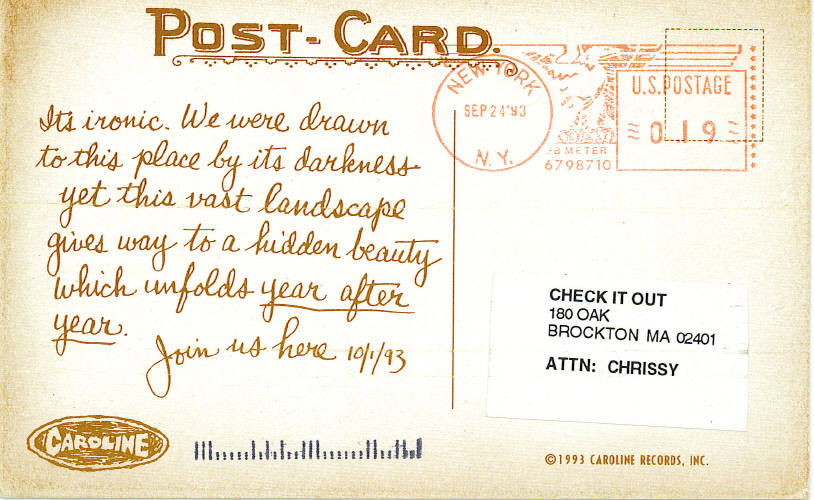 POST-CARD.
NEW YORK
SEP 24 '93
N.Y.
U.S. POSTAGE
019
PB METER
6798710
Its ironic. We were drawn
to this place by its darkness
yet this vast landscape
gives way to a hidden beauty
which unfolds year after
year.
Join us here 10/1/93
CHECK IT OUT
180 OAK
BROCKTON MA 02401
ATTN: CHRISSY
CAROLINE
©1993 CAROLINE RECORDS, INC.